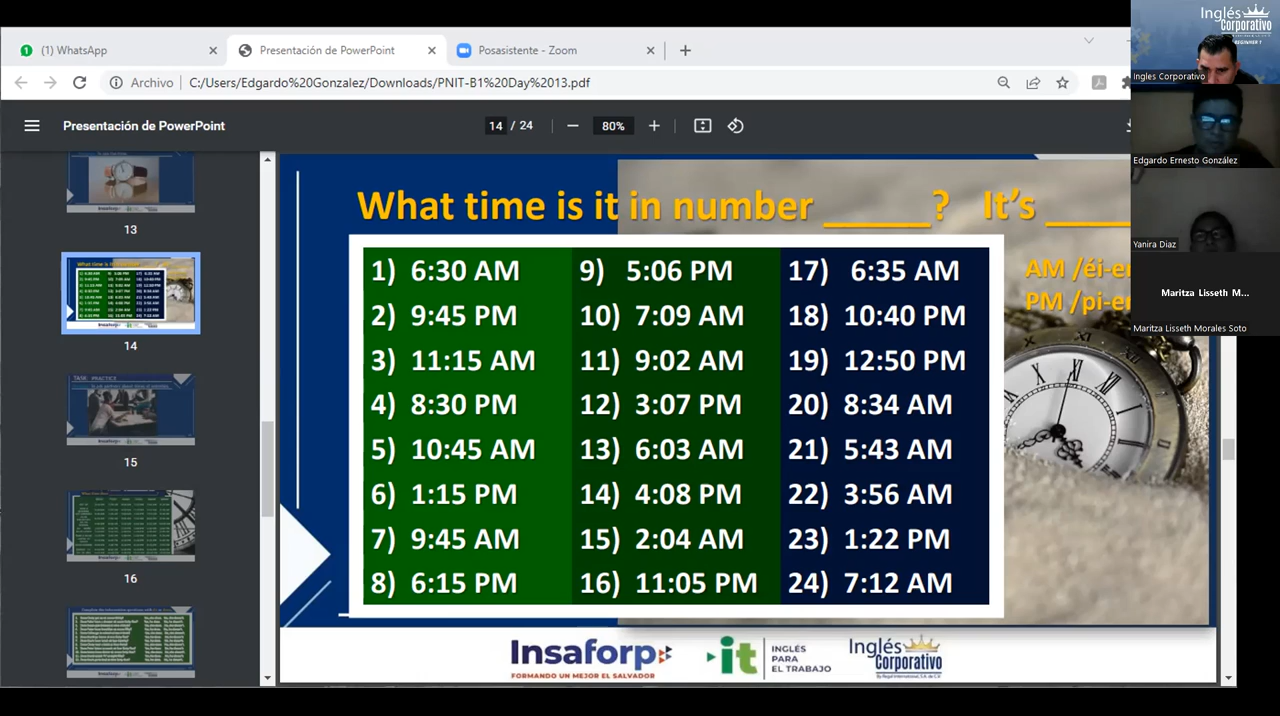 (1) WhatsApp
Presentación de PowerPoint
Posasistente - Zoom
Archivo
C:/Users/Edgardo%20Gonzalez/Downloads/PNIT-B1%20Day%2013.pdf
Presentación de PowerPoint
14 / 24
80%
13
14
15
16
What time is it in number _____? It's ____
1) 6:30 AM
2) 9:45 PM
3) 11:15 AM
4) 8:30 PM
5) 10:45 AM
6) 1:15 PM
7) 9:45 AM
8) 6:15 PM
9) 5:06 PM
10) 7:09 AM
11) 9:02 AM
12) 3:07 PM
13) 6:03 AM
14) 4:08 PM
15) 2:04 AM
16) 11:05 PM
17) 6:35 AM
18) 10:40 PM
19) 12:50 PM
20) 8:34 AM
21) 5:43 AM
22) 3:56 AM
23) 1:22 PM
24) 7:12 AM
AM /éi-e
PM /pi-e
Insaforp
FORMANDO UN MEJOR EL SALVADOR
it
INGLÉS
PARA
EL TRABAJO
Inglés
Corporativo
Inglés
Corporativo
Ingles Corporativo
Edgardo Ernesto González
Yanira Diaz
Maritza Lisseth M...
Maritza Lisseth Morales Soto